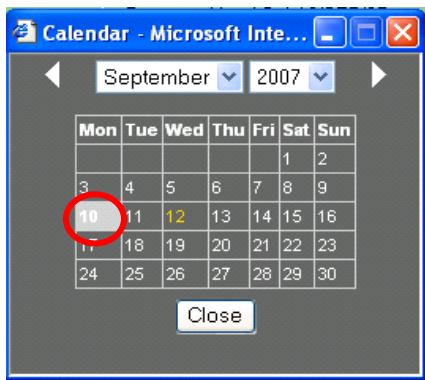 Calendar - Microsoft Inte...
September 2007
Mon Tue Wed Thu Fri Sat Sun
1 2
3 4 5 6 7 8 9
10 11 12 13 14 15 16
17 18 19 20 21 22 23
24 25 26 27 28 29 30
Close